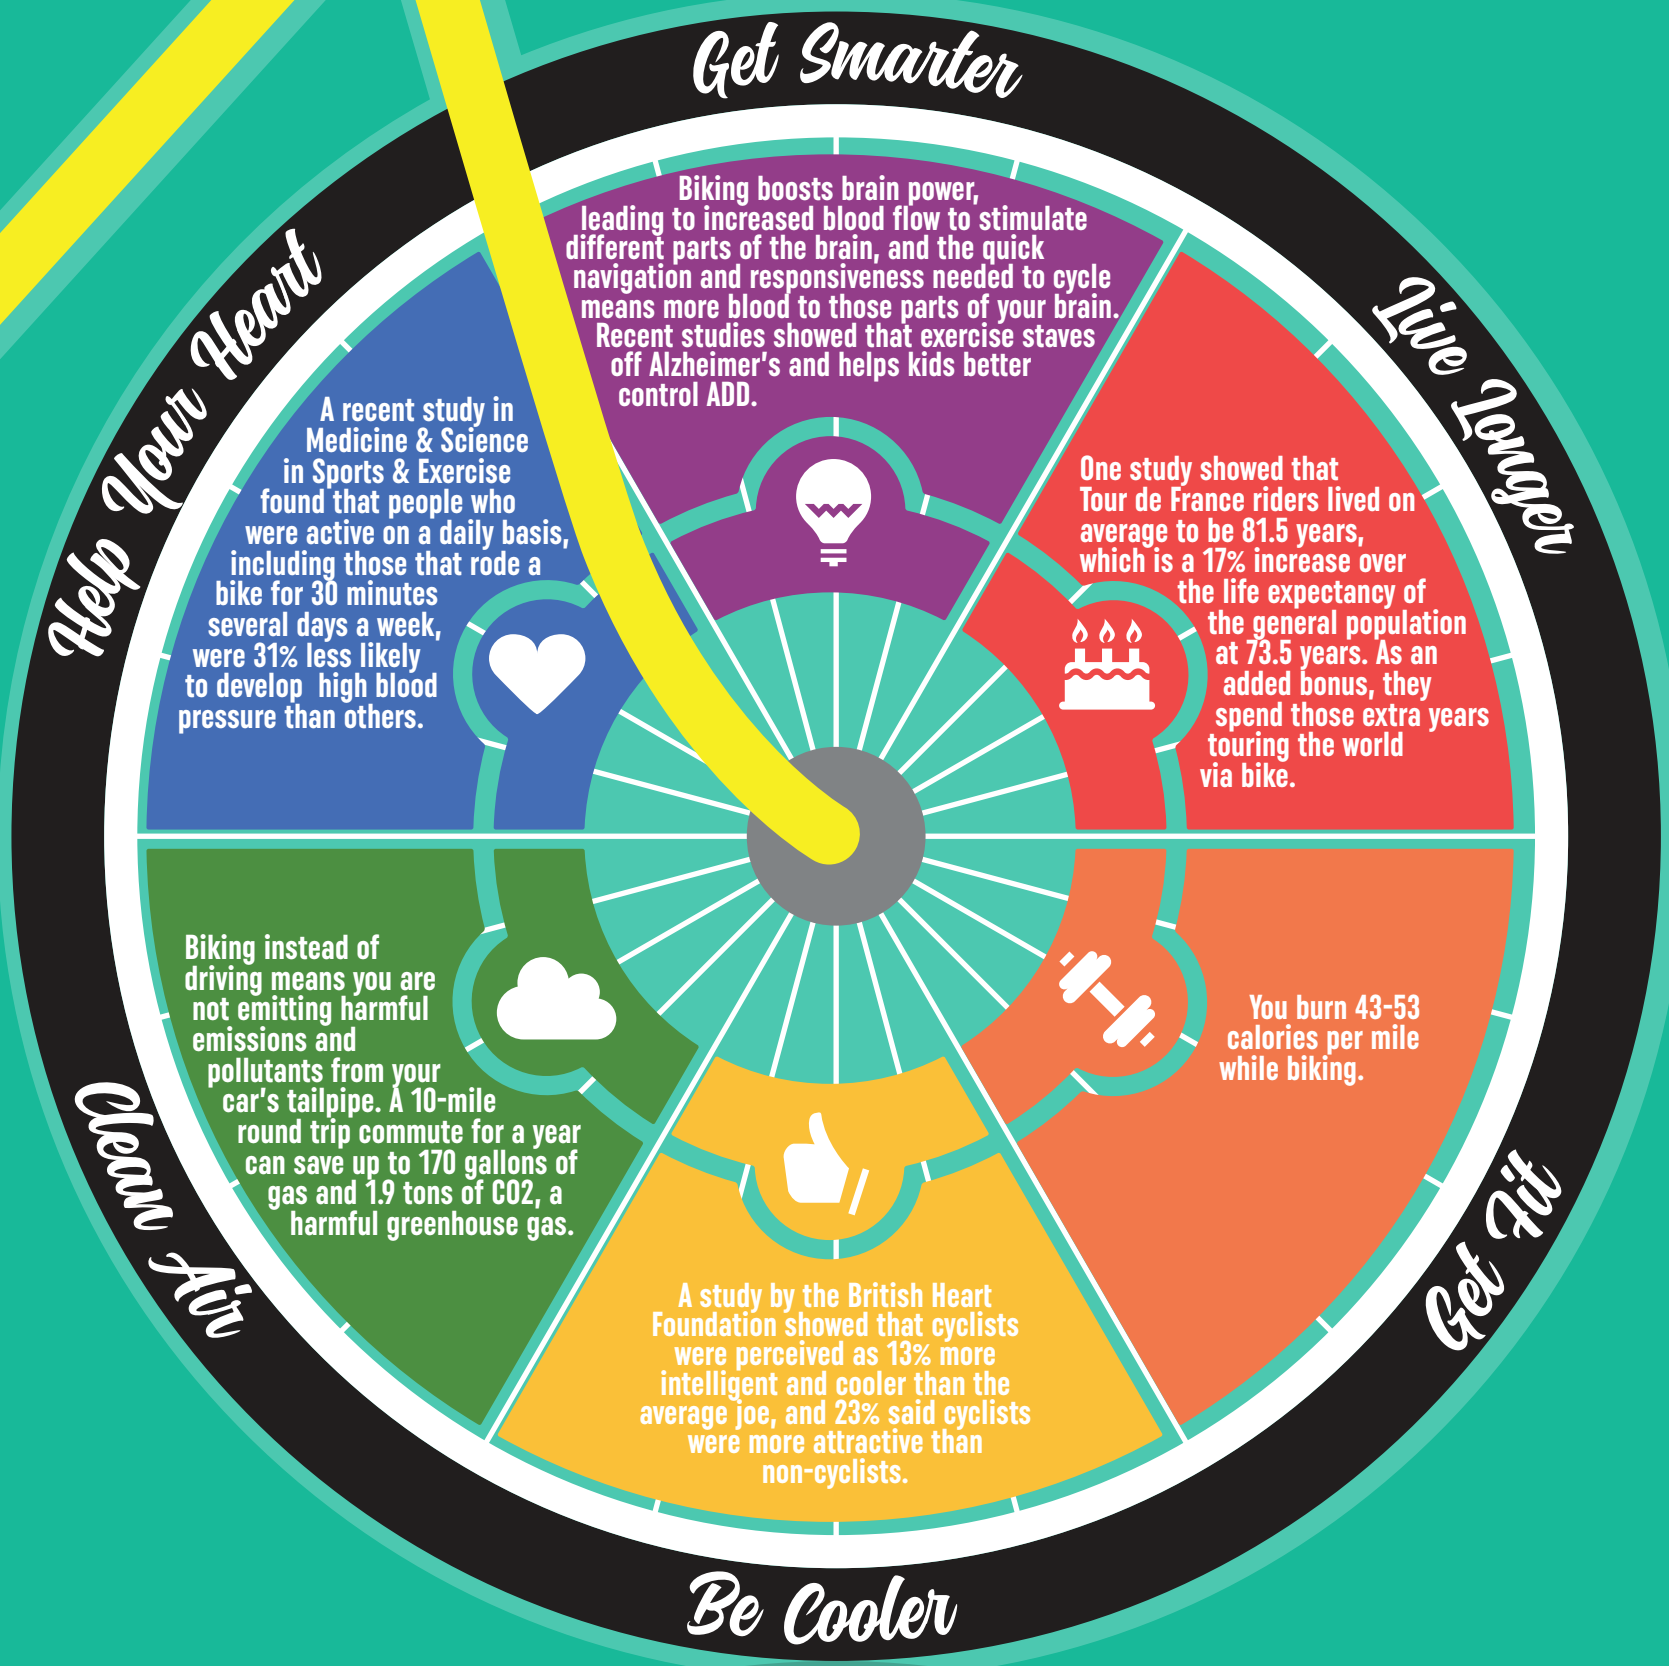 Get Smarter
Biking boosts brain power,
leading to increased blood flow to stimulate
different parts of the brain, and the quick
navigation and responsiveness needed to cycle
means more blood to those parts of your brain.
Recent studies showed that exercise staves
off Alzheimer's and helps kids better
control ADD.
Live Longer
One study showed that
Tour de France riders lived on
average to be 81.5 years,
which is a 17% increase over
the life expectancy of
the general population
at 73.5 years. As an
added bonus, they
spend those extra years
touring the world
via bike.
Get Fit
You burn 43-53
calories per mile
while biking.
Be Cooler
A study by the British Heart
Foundation showed that cyclists
were perceived as 13% more
intelligent and cooler than the
average joe, and 23% said cyclists
were more attractive than
non-cyclists.
Clean Air
Biking instead of
driving means you are
not emitting harmful
emissions and
pollutants from your
car's tailpipe. A 10-mile
round trip commute for a year
can save up to 170 gallons of
gas and 1.9 tons of CO2, a
harmful greenhouse gas.
Help Your Heart
A recent study in
Medicine & Science
in Sports & Exercise
found that people who
were active on a daily basis,
including those that rode a
bike for 30 minutes
several days a week,
were 31% less likely
to develop  high blood
pressure than others.